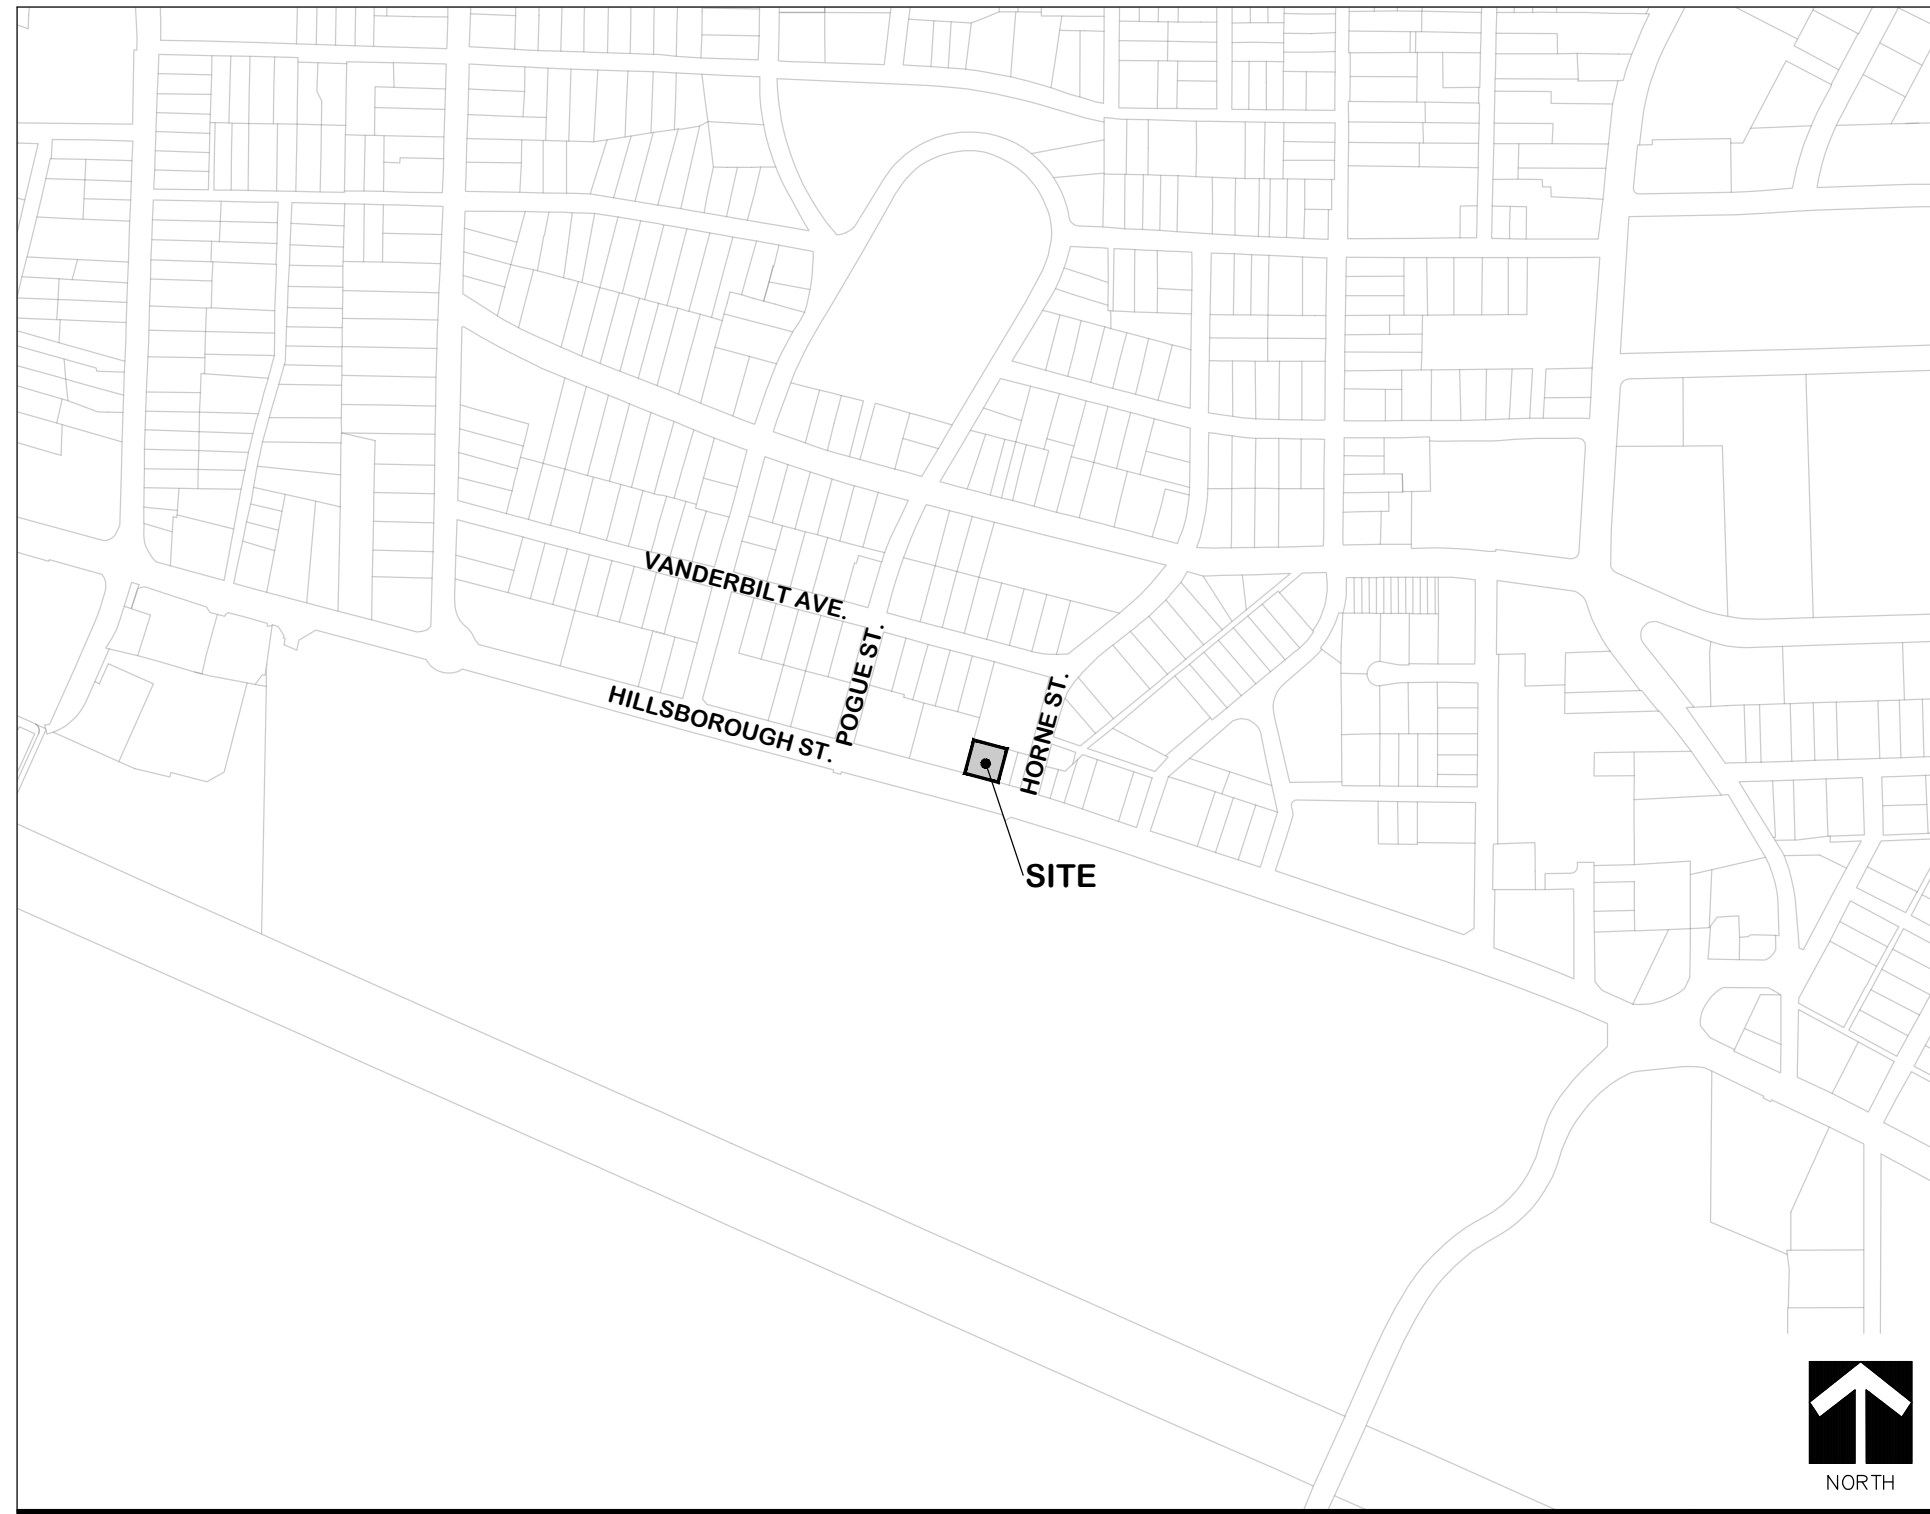 VANDERBILT AVE.
POGUE ST.
HILLSBOROUGH ST.
HORNE ST.
SITE
NORTH